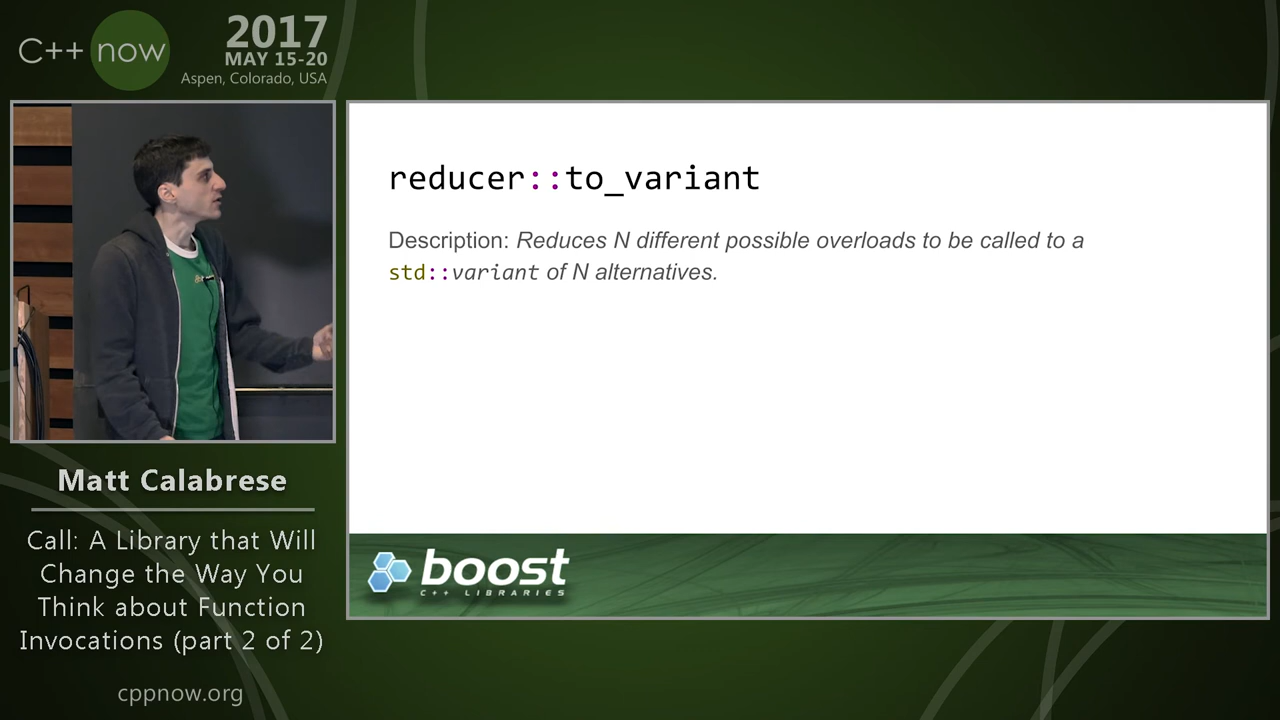 C++ now
2017
MAY 15-20
Aspen, Colorado, USA
reducer::to_variant
Description: Reduces N different possible overloads to be called to a
std::variant of N alternatives.
Matt Calabrese
Call: A Library that Will
Change the Way You
Think about Function
Invocations (part 2 of 2)
cppnow.org
boost
C++ LIBRARIES